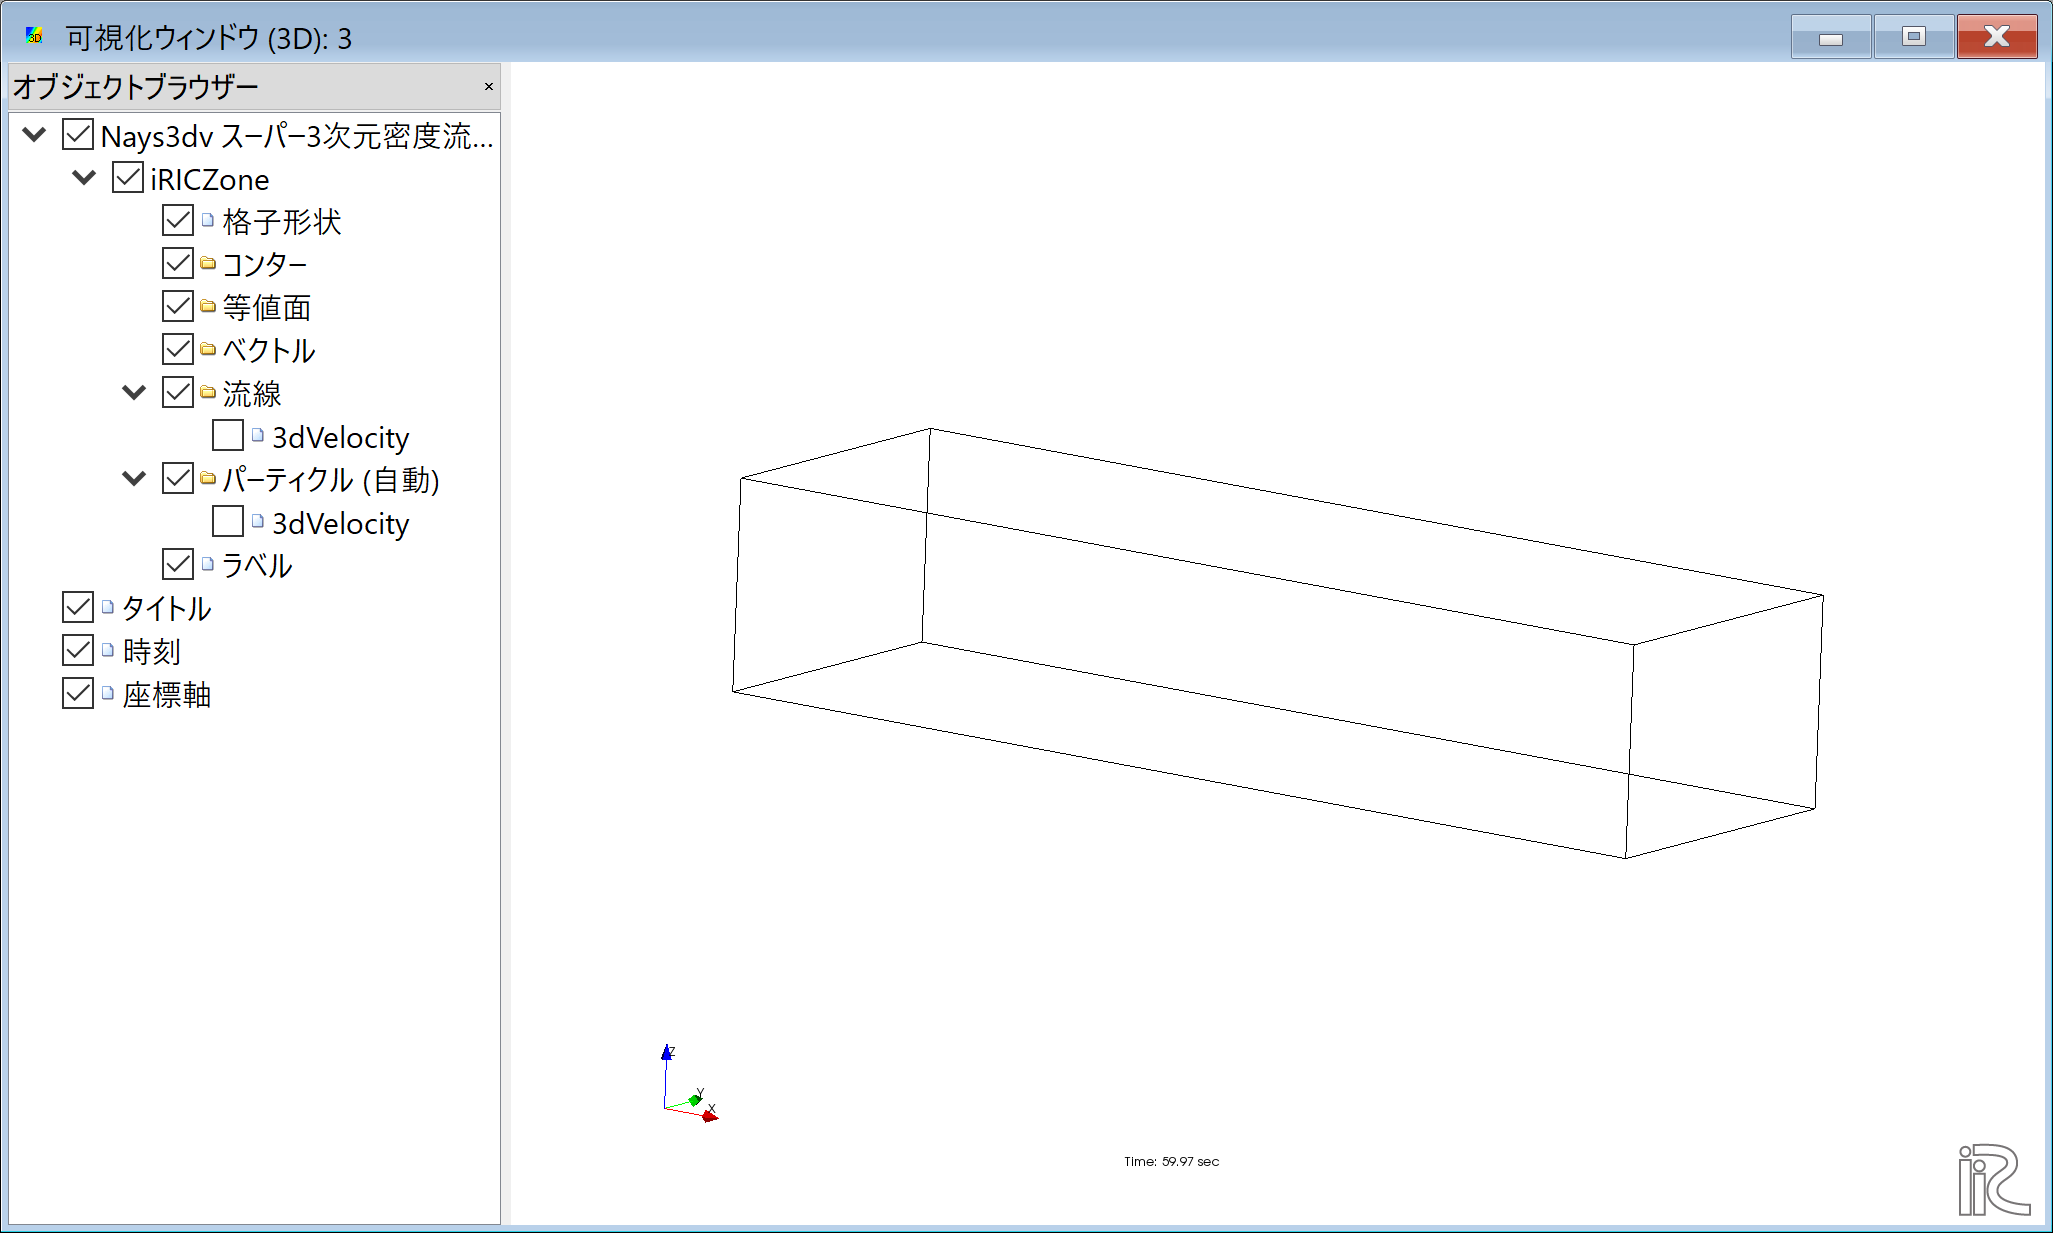 可視化ウィンドウ (3D): 3
オブジェクトブラウザー
Nays3dv スーパー3次元密度流...
iRICZone
格子形状
コンター
等値面
ベクトル
流線
3dVelocity
パーティクル (自動)
3dVelocity
ラベル
タイトル
時刻
座標軸
Z
Y
X
Time: 59.97 sec
iRIC